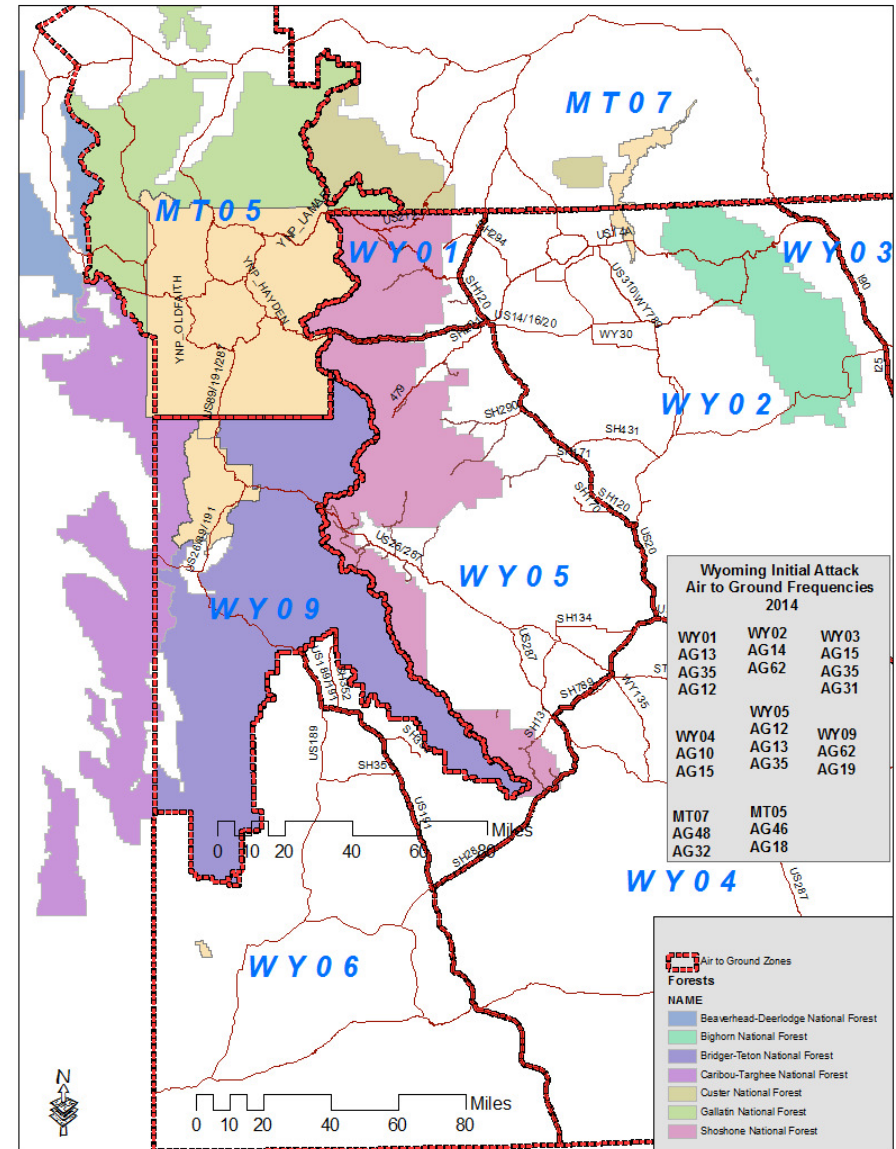 MT07
MT05
YNP_LAMA
US212
WY01
SH294
US14A
WY03
YNP_HAYDEN
YNP_OLDFAITH
SH120
US310\WY789
I90
US14/16/20
WY30
I25
US89/191/287
479
SH290
WY02
SH431
SH171
SH170
SH120
US26/89/191
US26/287
US20
WY05
WY09
SH134
US287
US189/191
SH352
SH789
WY135
SH13
US189
SH35
US191
SH28
Miles
0 10 20 40 60 80
WY04
US287
WY06
Wyoming Initial Attack
Air to Ground Frequencies
2014
WY01
AG13
AG35
AG12
WY02
AG14
AG62
WY03
AG15
AG35
AG31
WY04
AG10
AG15
WY05
AG12
AG13
AG35
WY09
AG62
AG19
MT07
AG48
AG32
MT05
AG46
AG18
Air to Ground Zones
Forests
NAME
Beaverhead-Deerlodge National Forest
Bighorn National Forest
Bridger-Teton National Forest
Caribou-Targhee National Forest
Custer National Forest
Gallatin National Forest
Shoshone National Forest
N
Miles
0 10 20 40 60 80